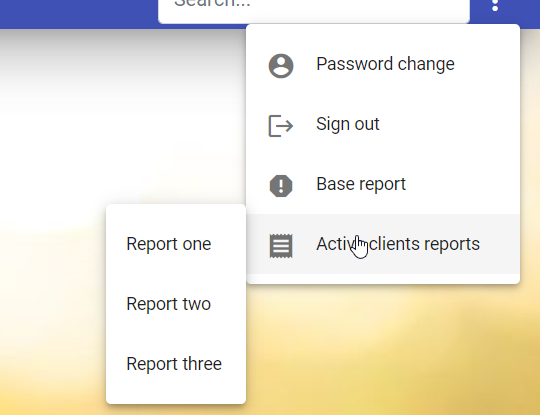 Search...
Password change
Sign out
Base report
Active clients reports
Report one
Report two
Report three